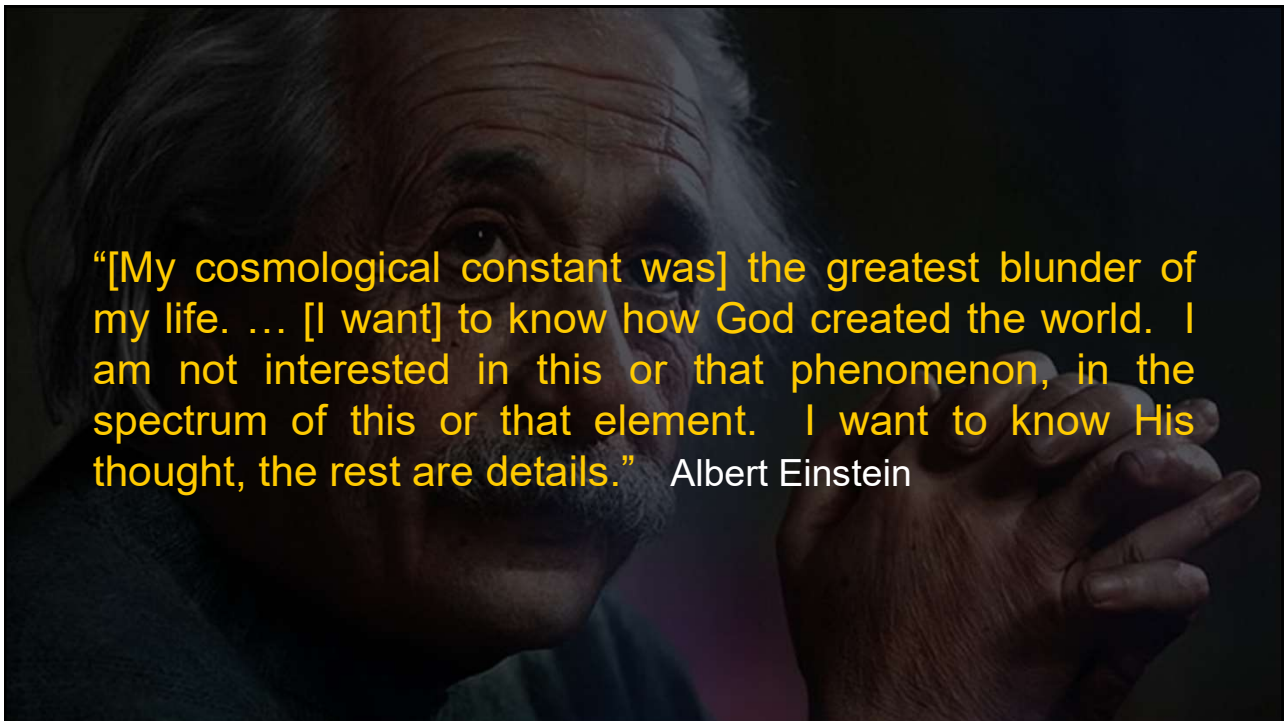 “[My cosmological constant was] the greatest blunder of
my life. … [I want] to know how God created the world.  I
am not interested in this or that phenomenon, in the
spectrum of this or that element.  I want to know His
thought, the rest are details.”  Albert Einstein